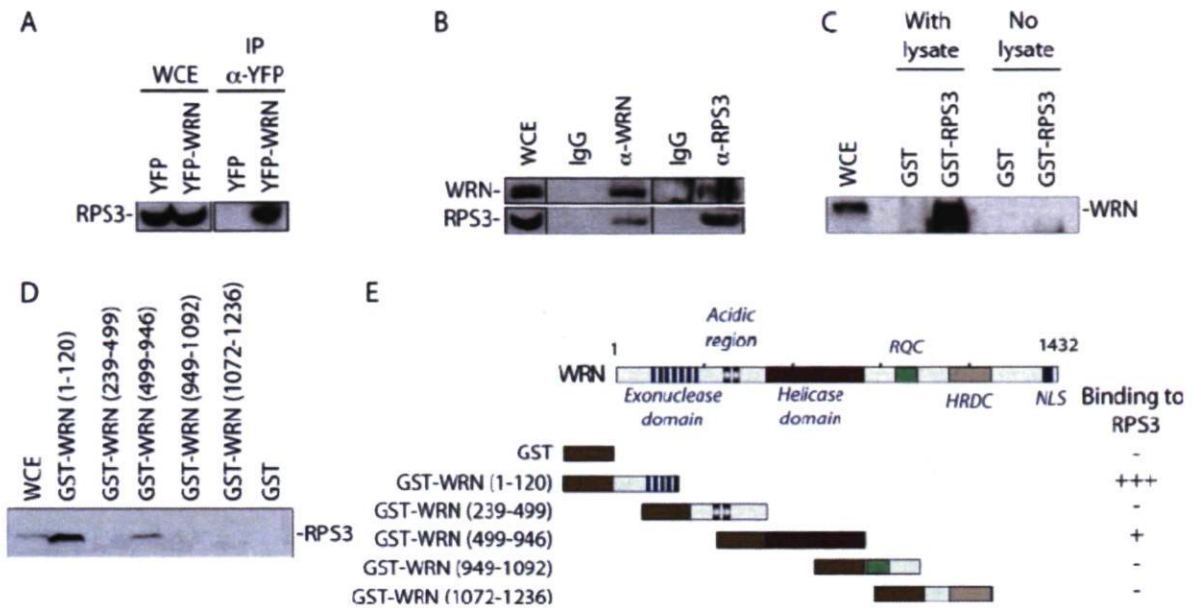 A
WCE
IP
α-YFP
YFP
YFP-WRN
YFP
YFP-WRN
RPS3-
B
WCE
IgG
α-WRN
IgG
α-RPS3
WRN-
RPS3-
C
With
lysate
No
lysate
WCE
GST
GST-RPS3
GST
GST-RPS3
-WRN
D
WCE
GST-WRN (1-120)
GST-WRN (239-499)
GST-WRN (499-946)
GST-WRN (949-1092)
GST-WRN (1072-1236)
GST
-RPS3
E
Acidic
region
1
RQC
1432
WRN
Exonuclease
domain
Helicase
domain
HRDC
NLS
Binding to
RPS3
GST
-
GST-WRN (1-120)
+++
GST-WRN (239-499)
-
GST-WRN (499-946)
+
GST-WRN (949-1092)
-
GST-WRN (1072-1236)
-